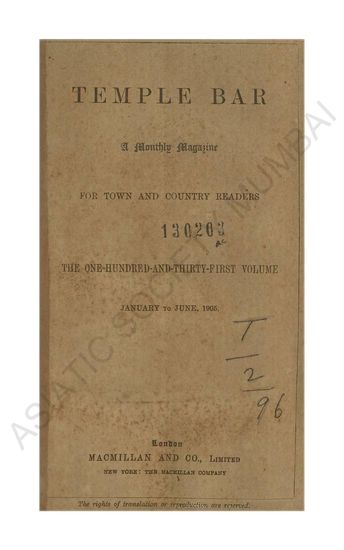 TEMPLE BAR
A Monthly Magazine
FOR TOWN AND COUNTRY READERS
130203
THE ONE-HUNDRED-AND-THIRTY-FIRST VOLUME
JANUARY TO JUNE, 1905.
T
2
96
London
MACMILLAN AND CO., LIMITED
NEW YORK: THE MACMILLAN COMPANY
The rights of translation or reproduction are reserved.
ASIATIC SOCIETY, MUMBAI